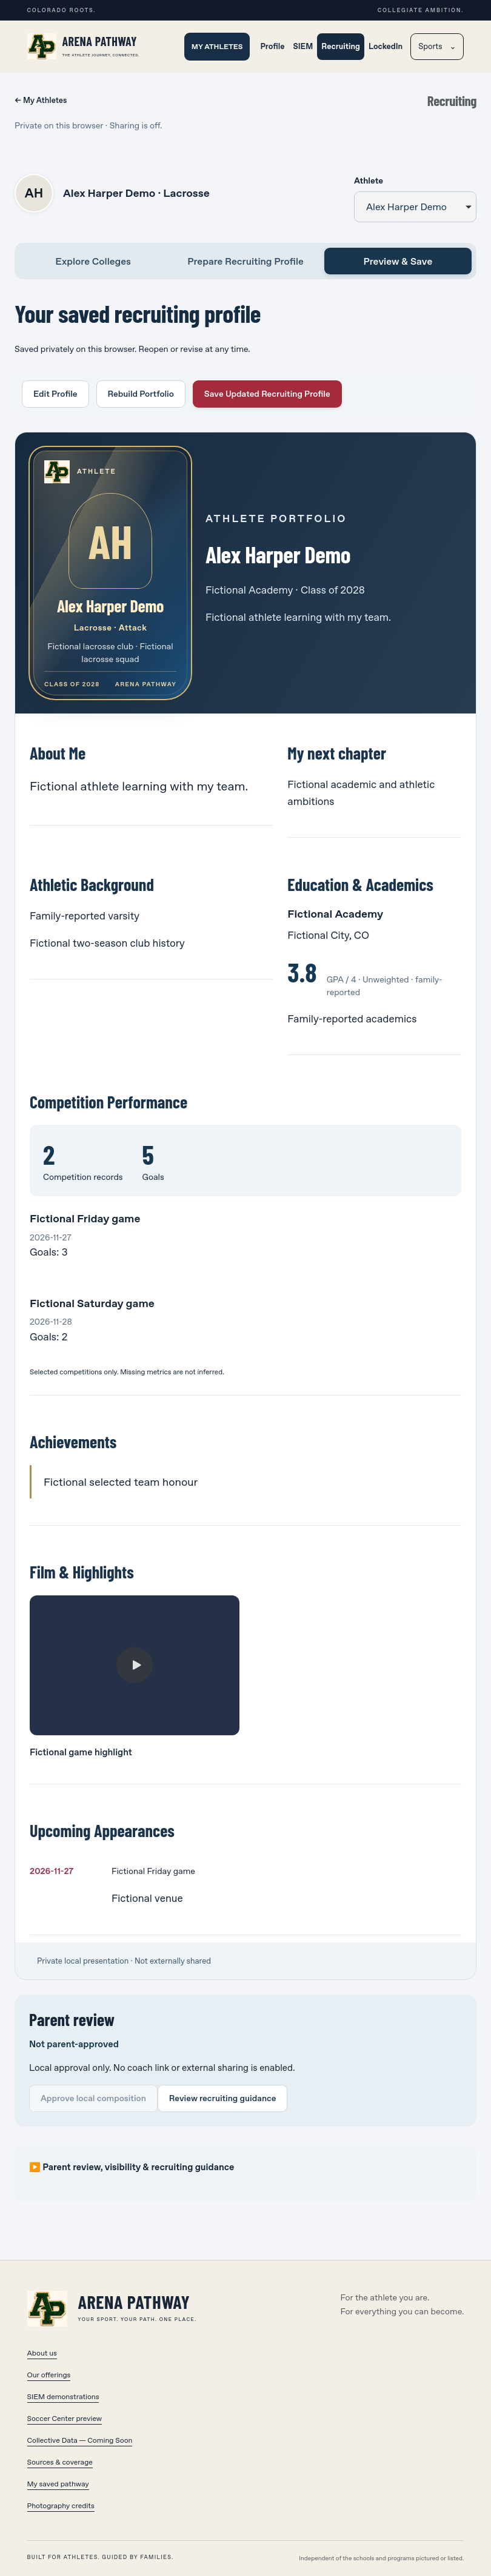 COLORADO ROOTS.
COLLEGIATE AMBITION.
AP
ARENA PATHWAY
THE ATHLETE JOURNEY, CONNECTED.
MY ATHLETES
Profile
SIEM
Recruiting
LockedIn
Sports
← My Athletes
Recruiting
Private on this browser · Sharing is off.
AH
Alex Harper Demo · Lacrosse
Athlete
Alex Harper Demo
Explore Colleges
Prepare Recruiting Profile
Preview & Save
Your saved recruiting profile
Saved privately on this browser. Reopen or revise at any time.
Edit Profile
Rebuild Portfolio
Save Updated Recruiting Profile
AP
ATHLETE
AH
Alex Harper Demo
Lacrosse · Attack
Fictional lacrosse club · Fictional
lacrosse squad
CLASS OF 2028
ARENA PATHWAY
ATHLETE PORTFOLIO
Alex Harper Demo
Fictional Academy · Class of 2028
Fictional athlete learning with my team.
About Me
Fictional athlete learning with my team.
My next chapter
Fictional academic and athletic
ambitions
Athletic Background
Family-reported varsity
Fictional two-season club history
Education & Academics
Fictional Academy
Fictional City, CO
3.8
GPA / 4 · Unweighted · family-
reported
Family-reported academics
Competition Performance
2
Competition records
5
Goals
Fictional Friday game
2026-11-27
Goals: 3
Fictional Saturday game
2026-11-28
Goals: 2
Selected competitions only. Missing metrics are not inferred.
Achievements
Fictional selected team honour
Film & Highlights
Fictional game highlight
Upcoming Appearances
2026-11-27
Fictional Friday game
Fictional venue
Private local presentation · Not externally shared
Parent review
Not parent-approved
Local approval only. No coach link or external sharing is enabled.
Approve local composition
Review recruiting guidance
Parent review, visibility & recruiting guidance
AP
ARENA PATHWAY
YOUR SPORT. YOUR PATH. ONE PLACE.
For the athlete you are.
For everything you can become.
About us
Our offerings
SIEM demonstrations
Soccer Center preview
Collective Data — Coming Soon
Sources & coverage
My saved pathway
Photography credits
BUILT FOR ATHLETES. GUIDED BY FAMILIES.
Independent of the schools and programs pictured or listed.